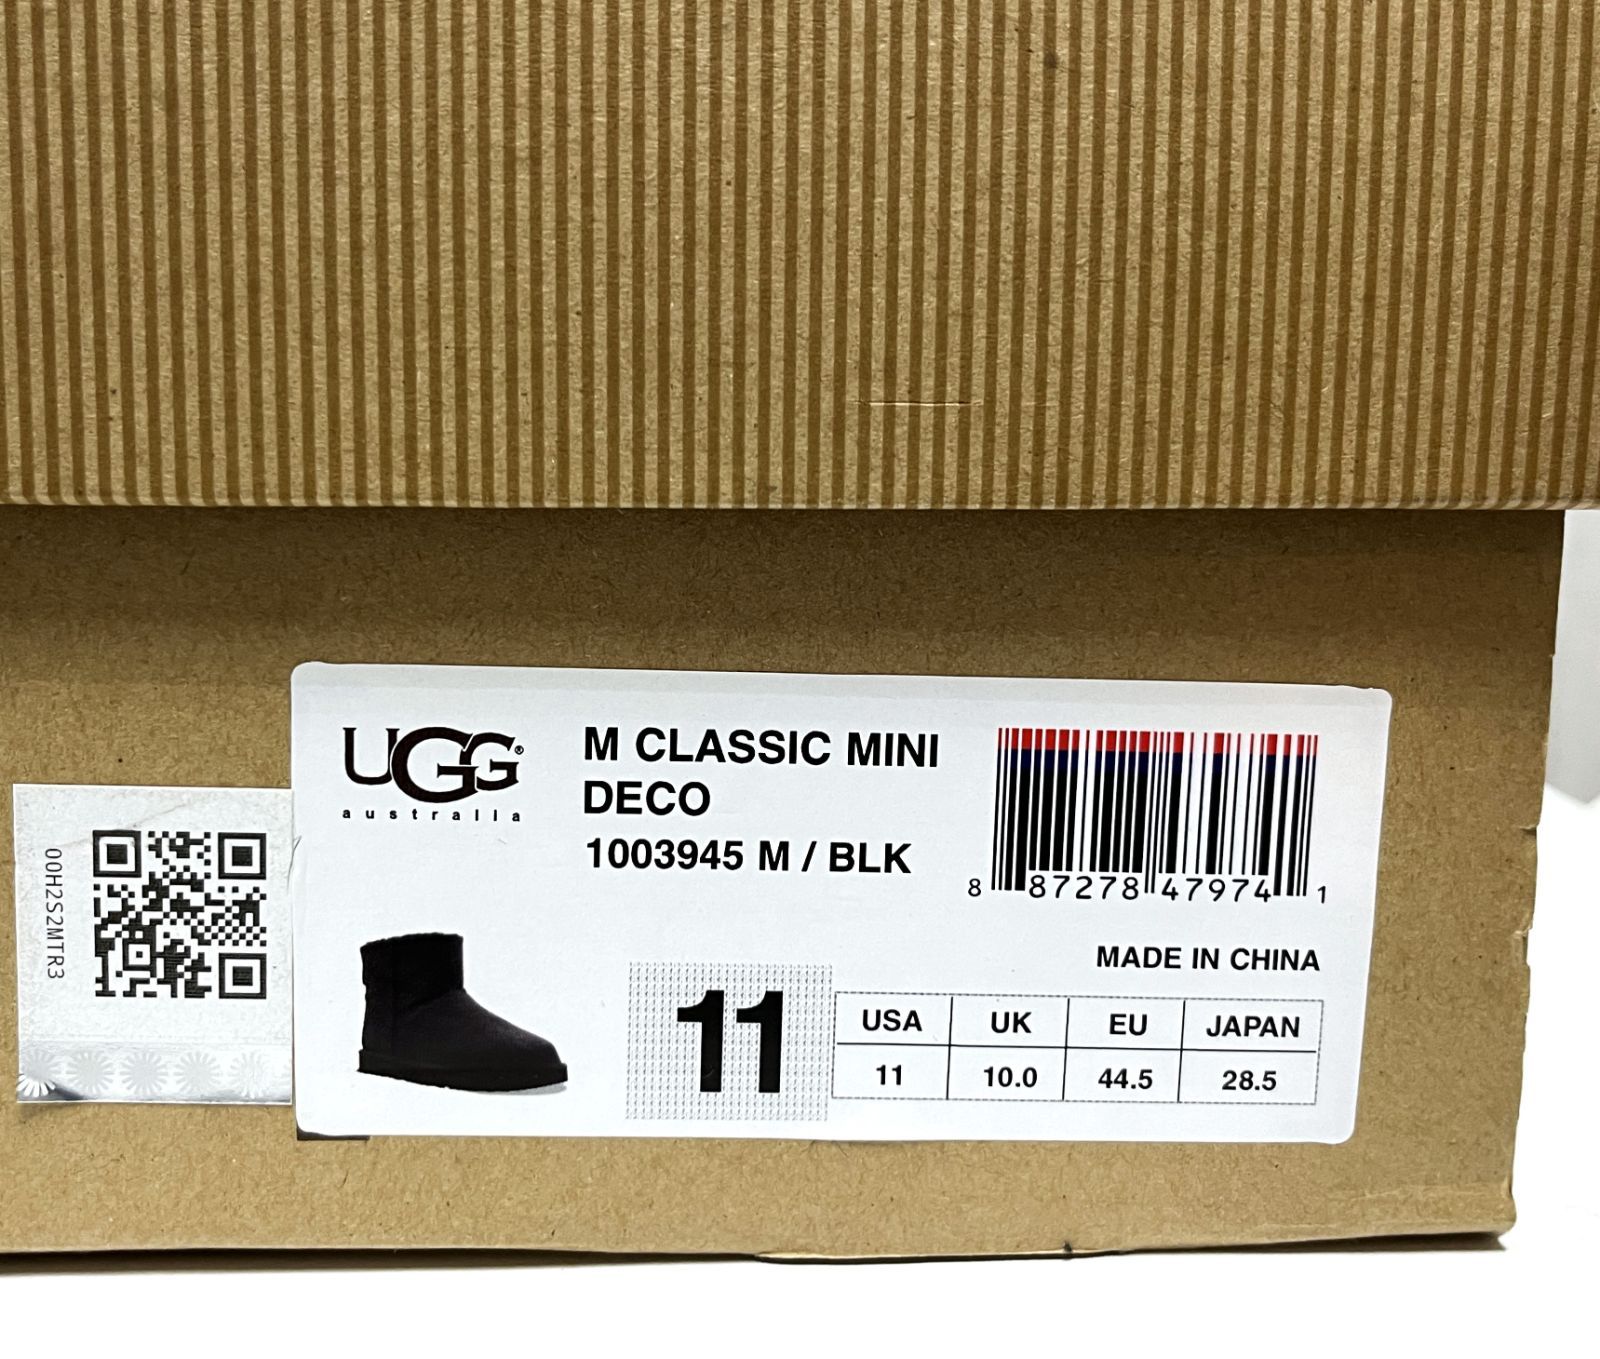 UGG®
australia
M CLASSIC MINI
DECO
1003945 M / BLK
8 87278 47974 1
MADE IN CHINA
00H2S2MTR3
11
USA UK EU JAPAN
11 10.0 44.5 28.5